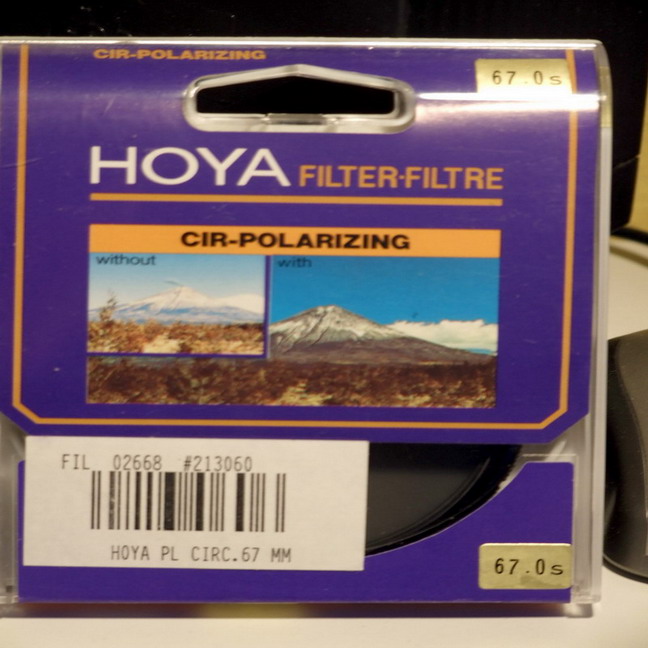 CIR-POLARIZING
67.0s
HOYA FILTER·FILTRE
CIR-POLARIZING
without
with
FIL 02668 #213060
HOYA PL CIRC.67 MM
67.0s